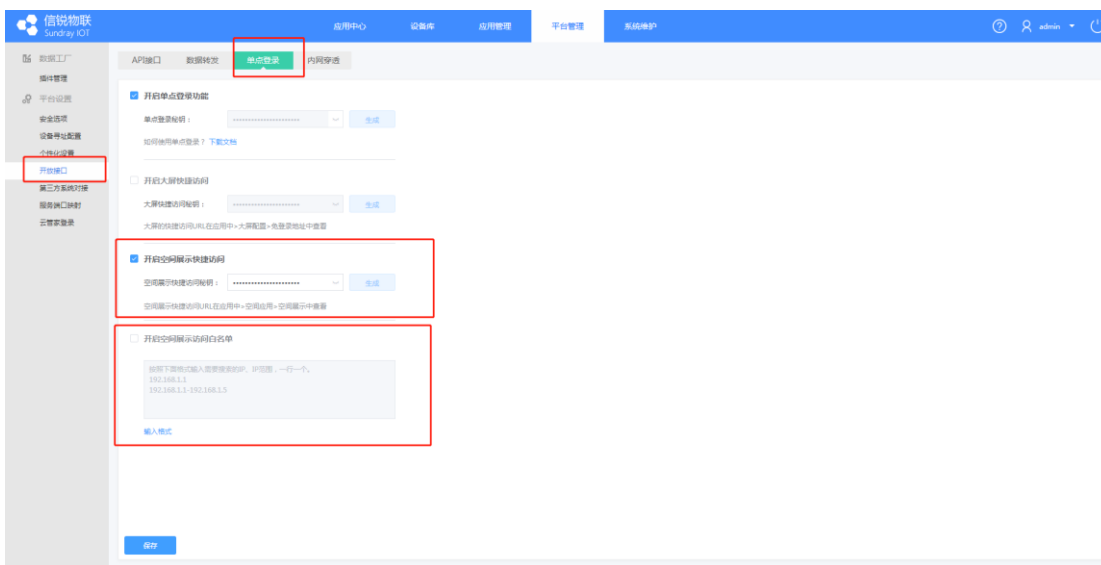 信锐物联
Sundray IOT
应用中心
设备库
应用管理
平台管理
系统维护
admin
数据工厂
插件管理
平台设置
安全选项
设备寻址配置
个性化设置
开放接口
第三方系统对接
服务端口映射
云管家登录
API接口
数据转发
单点登录
内网穿透
开启单点登录功能
单点登录秘钥：
生成
如何使用单点登录？下载文档
开启大屏快捷访问
大屏快捷访问秘钥：
生成
大屏的快捷访问URL在应用中>大屏配置>免登录地址中查看
开启空间展示快捷访问
空间展示快捷访问秘钥：
生成
空间展示快捷访问URL在应用中>空间应用>空间展示中查看
开启空间展示访问白名单
按照下面格式输入需要搜索的IP、IP范围，一行一个。
192.168.1.1
192.168.1.1-192.168.1.5
输入格式
保存